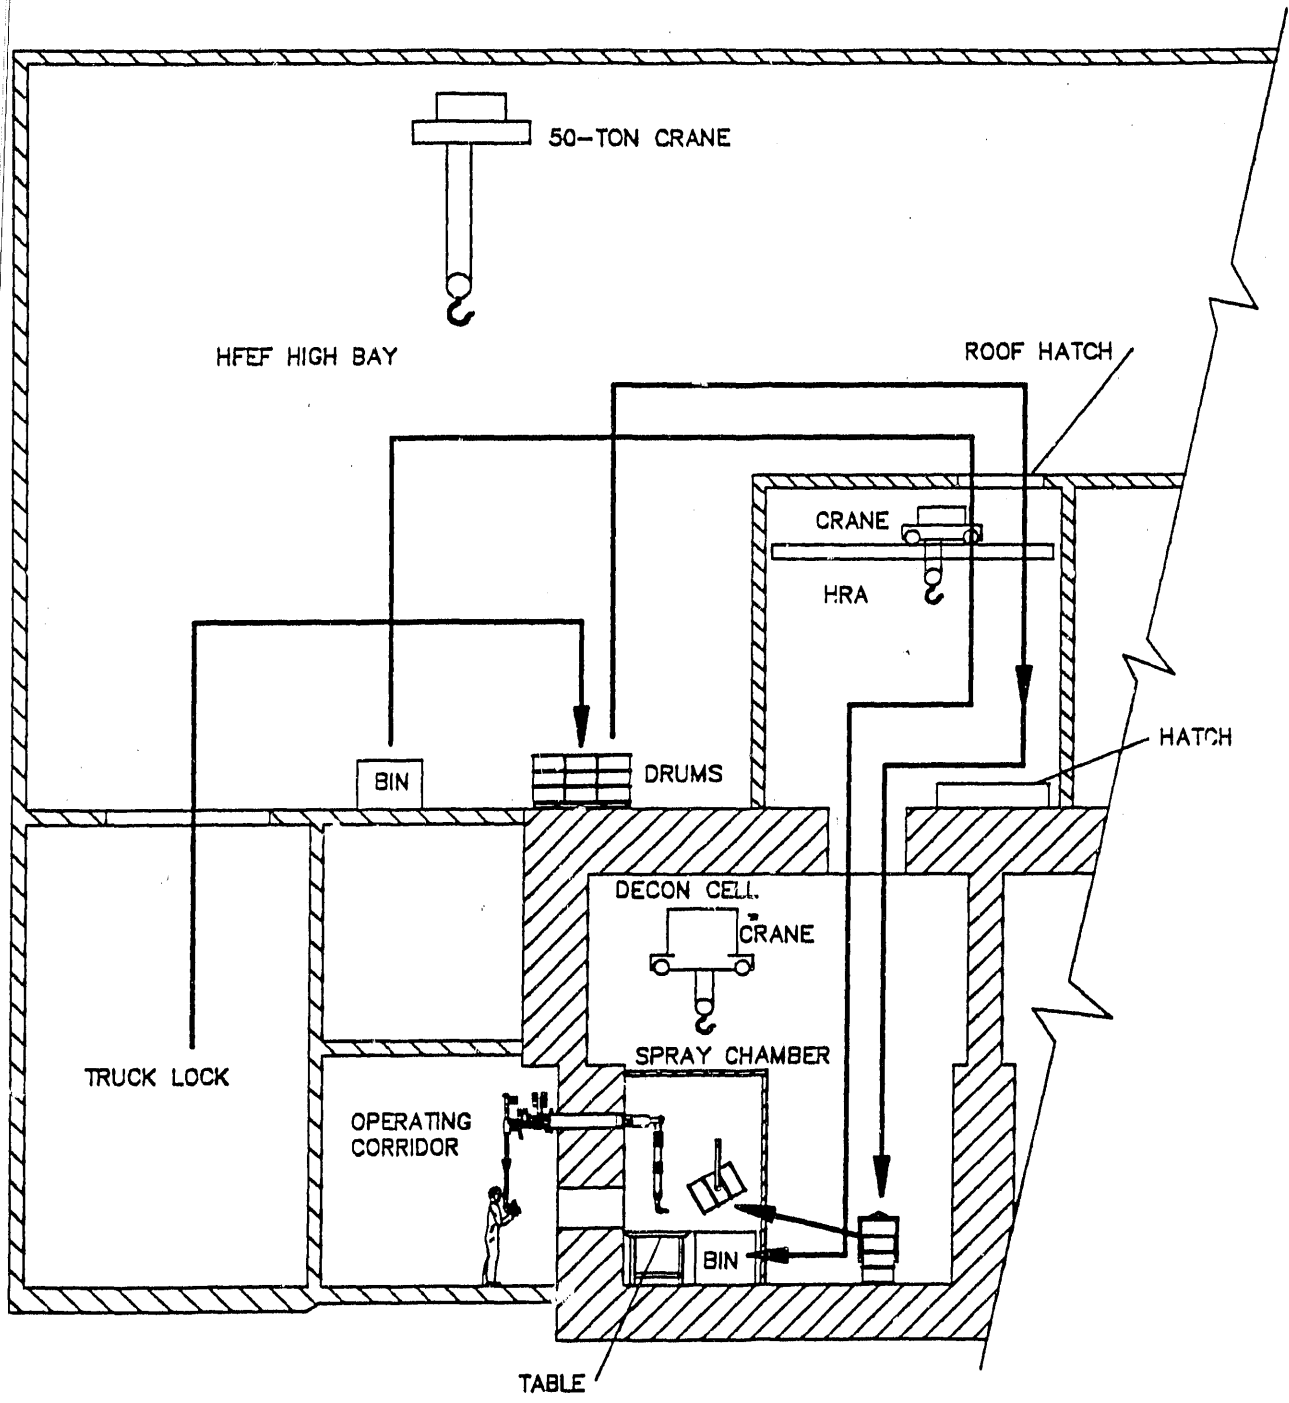 50-TON CRANE
HFEF HIGH BAY
ROOF HATCH
CRANE
HRA
HATCH
BIN
DRUMS
DECON CELL
CRANE
SPRAY CHAMBER
TRUCK LOCK
OPERATING
CORRIDOR
BIN
TABLE